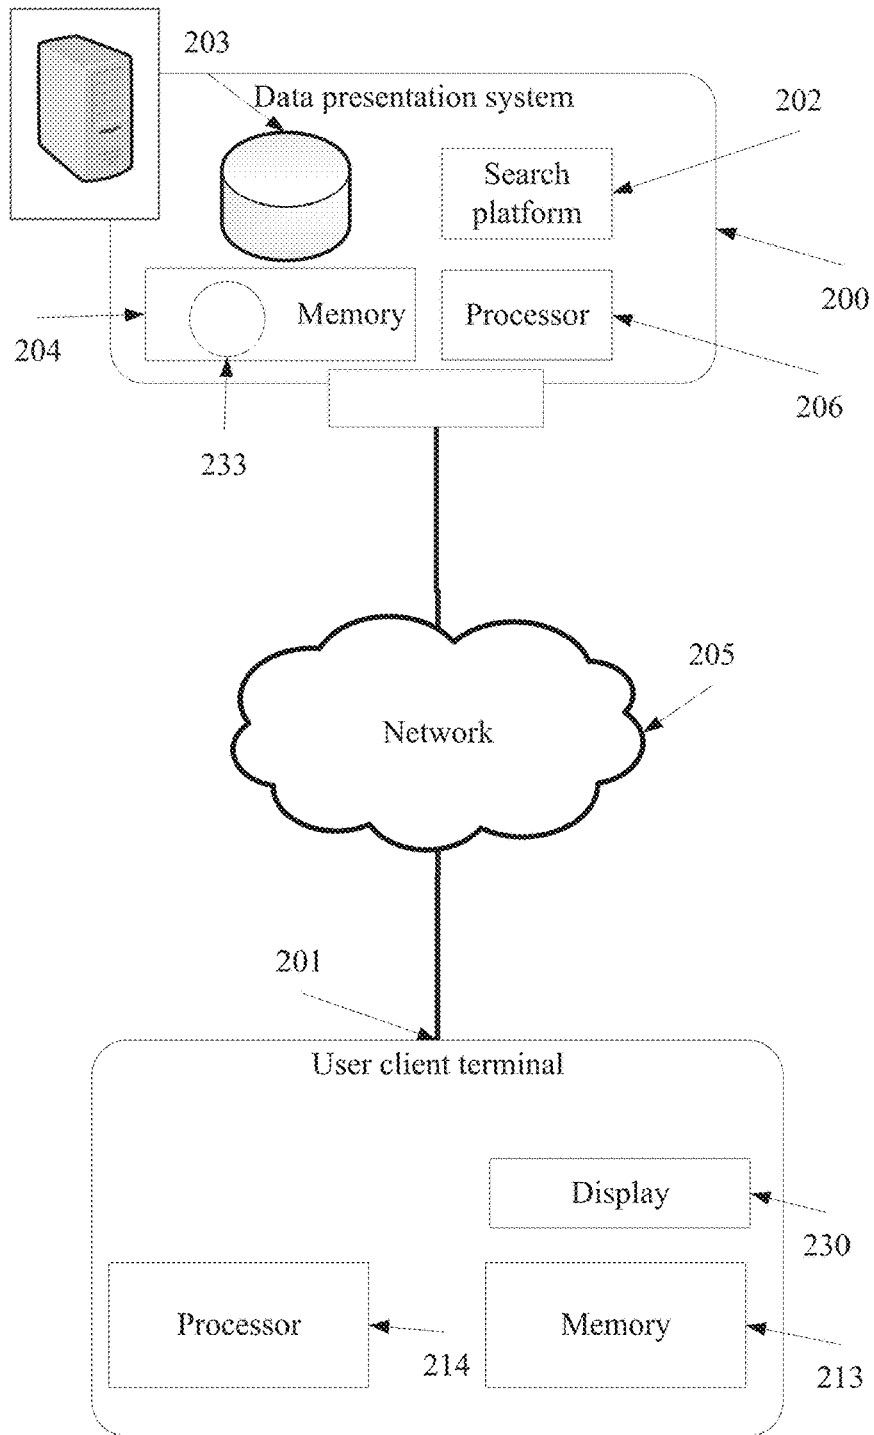 203
Data presentation system
202
Search
platform
200
Memory
Processor
204
206
233
205
Network
201
User client terminal
Display
230
Processor
Memory
214
213